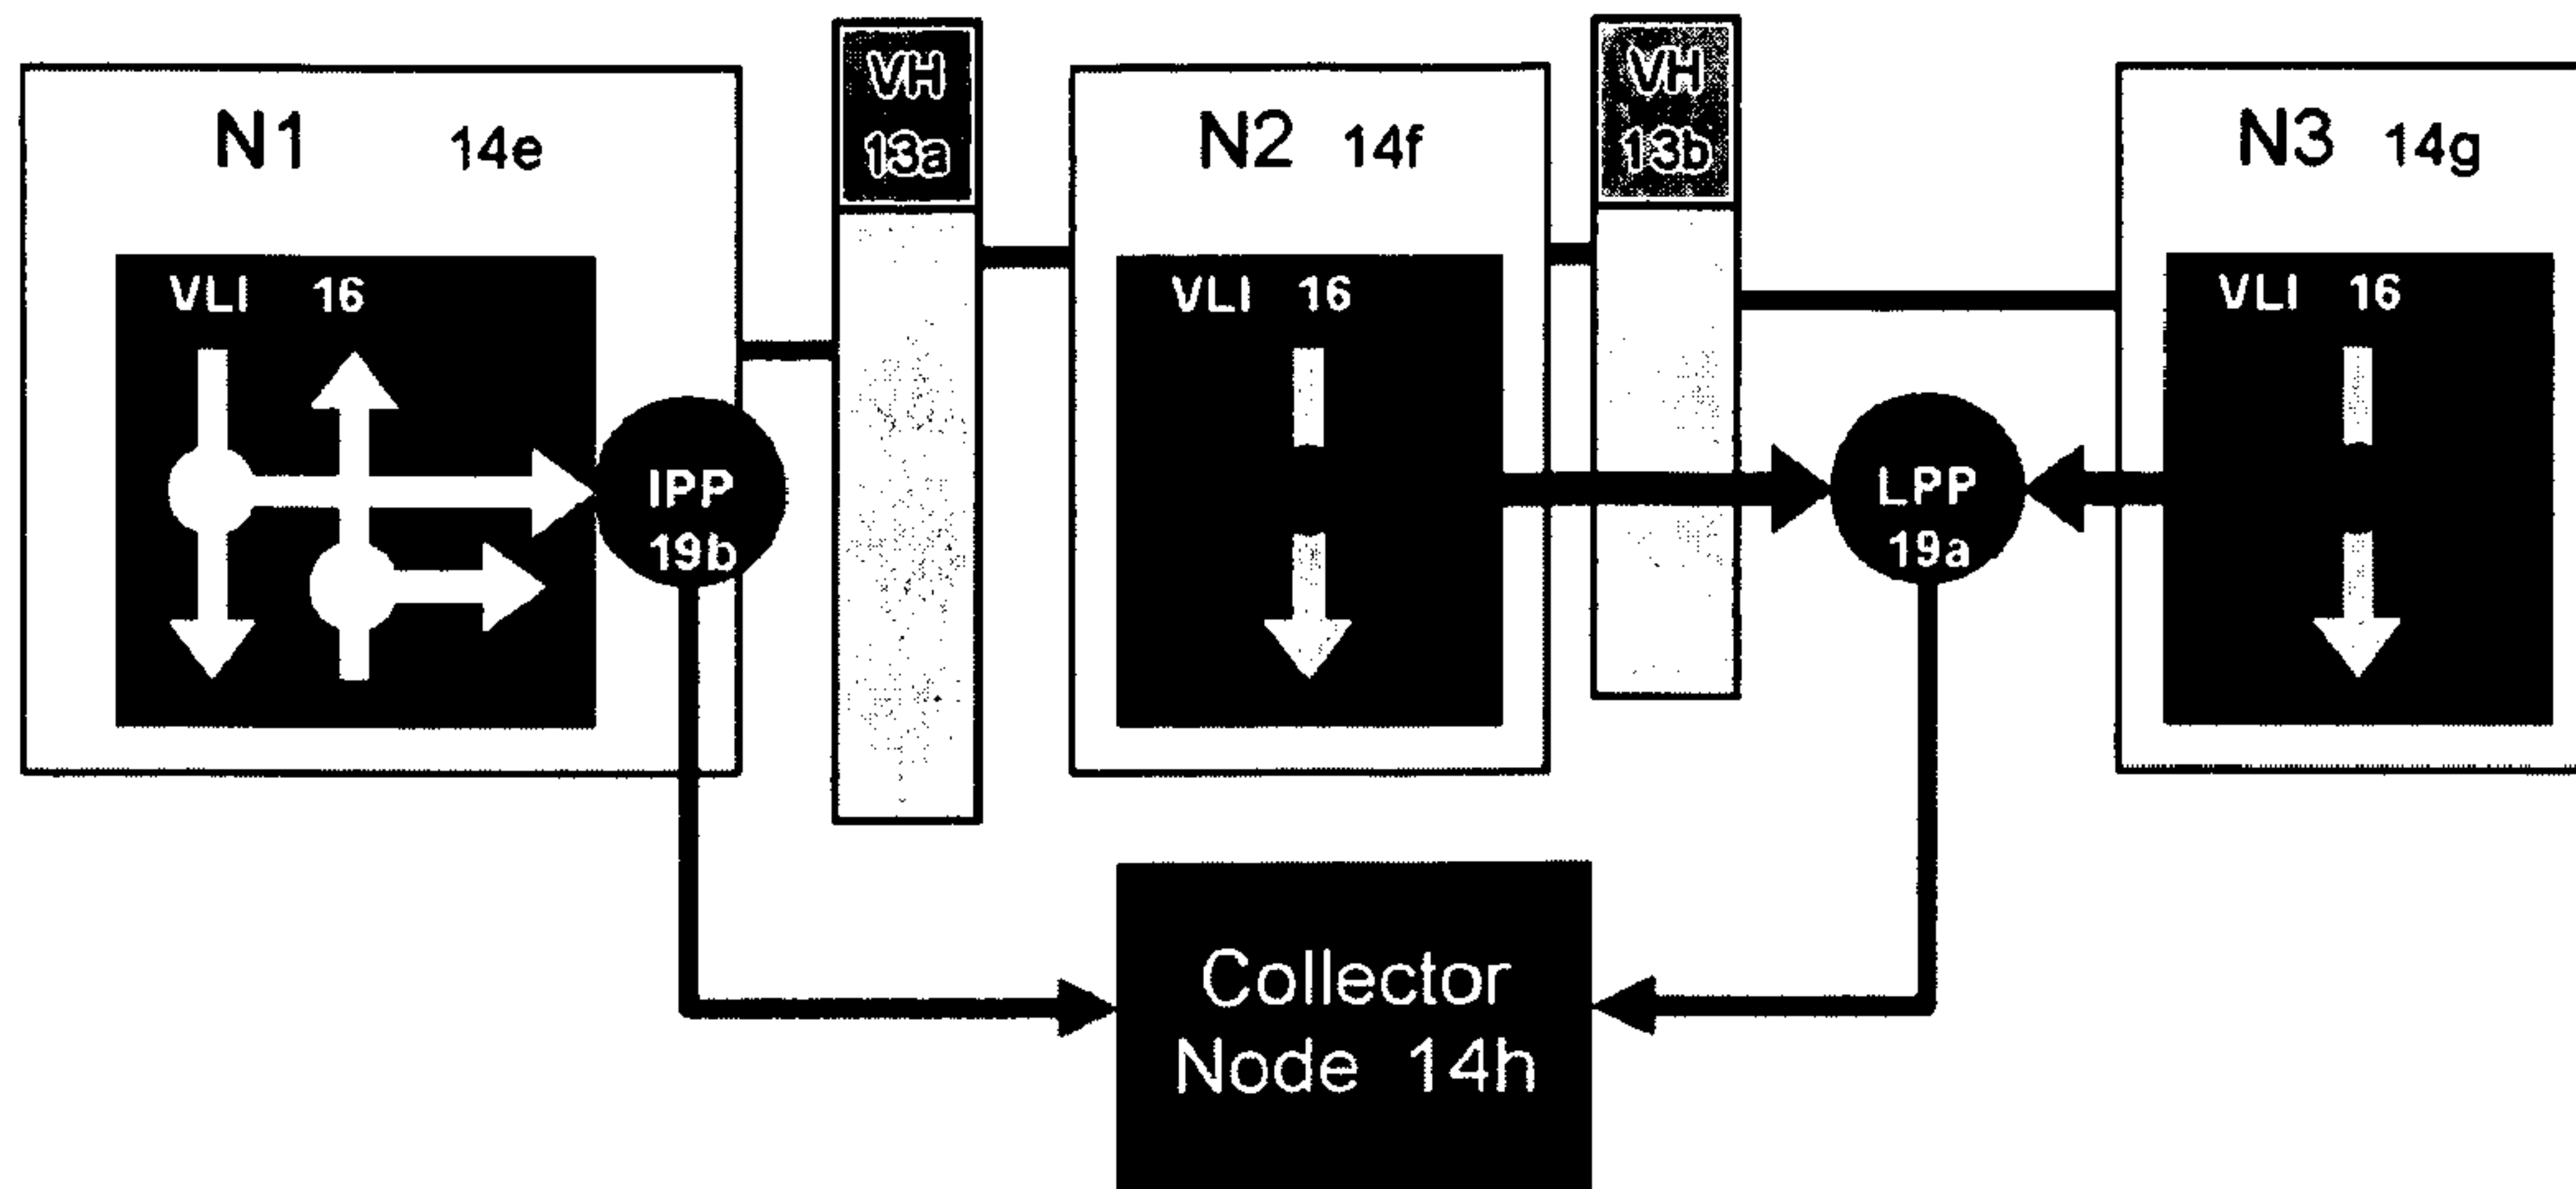 VH
13a
VH
13b
N1 14e
N2 14f
N3 14g
VLI 16
VLI 16
VLI 16
IPP
19b
LPP
19a
Collector
Node 14h